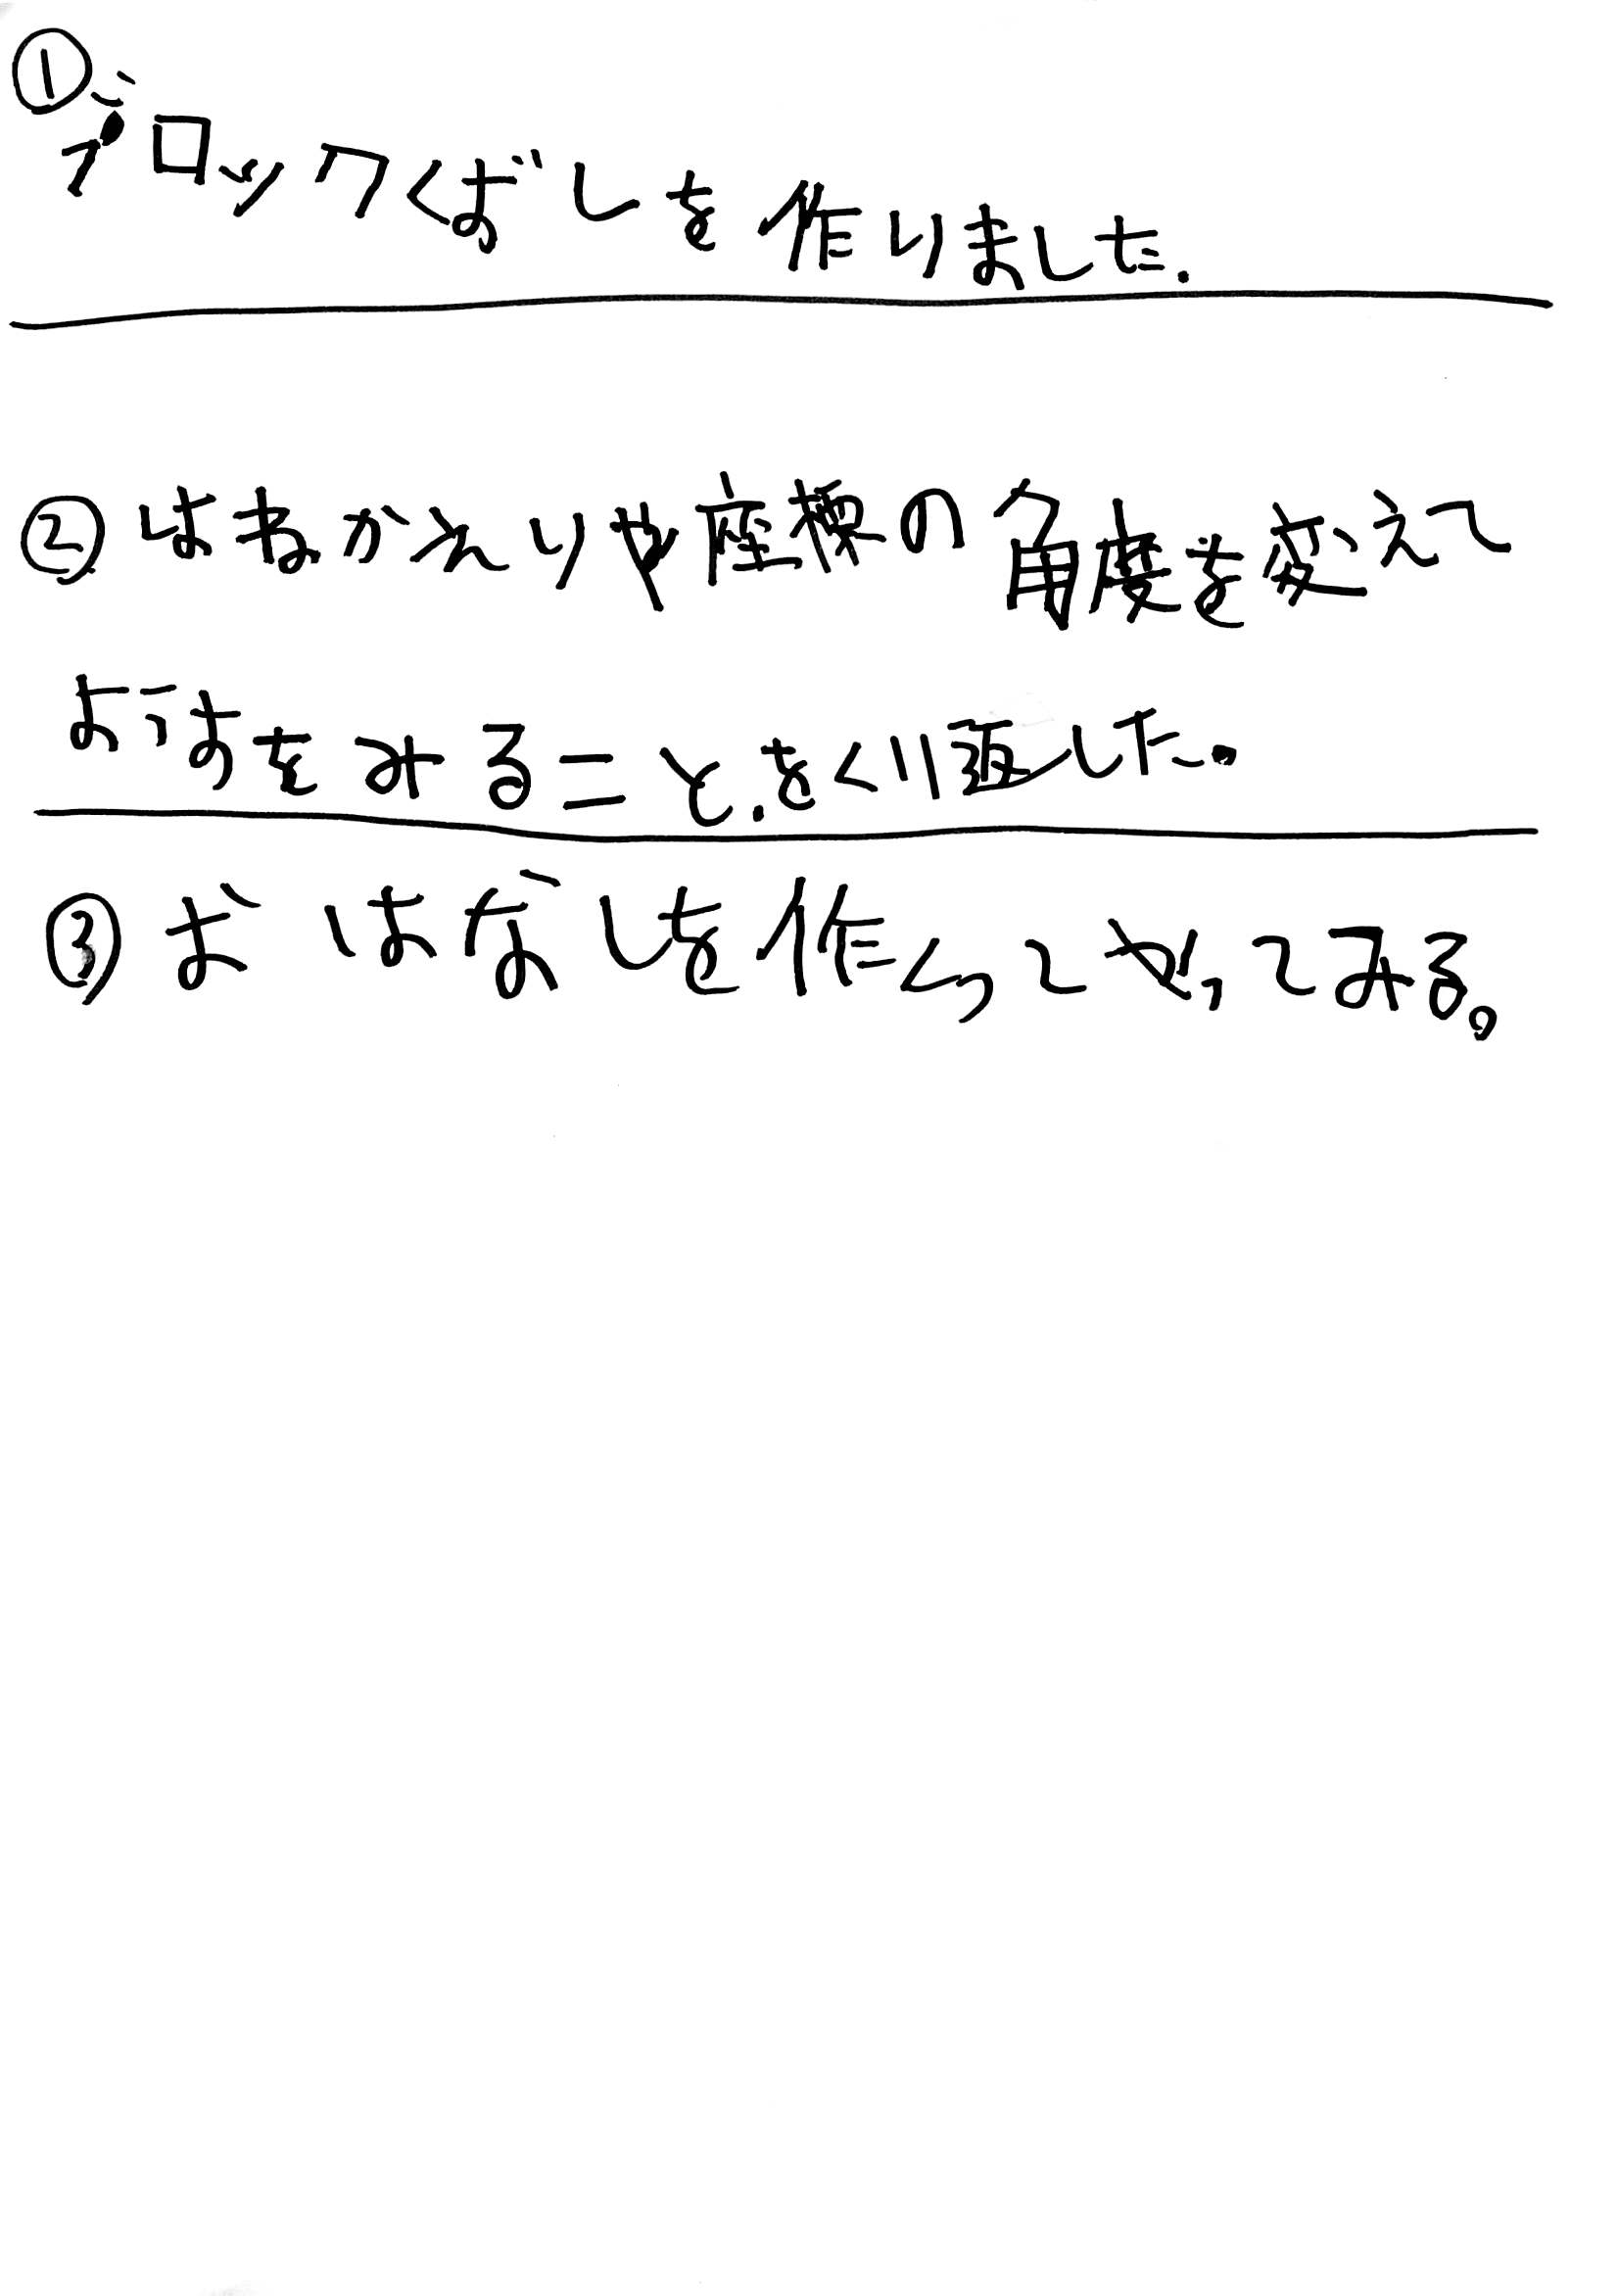 ①ブロックくずしを作りました.
②はねかえりや座標の角度を変えて
ようすをみることをくり返した。
③おはなしを作くってやってみる。